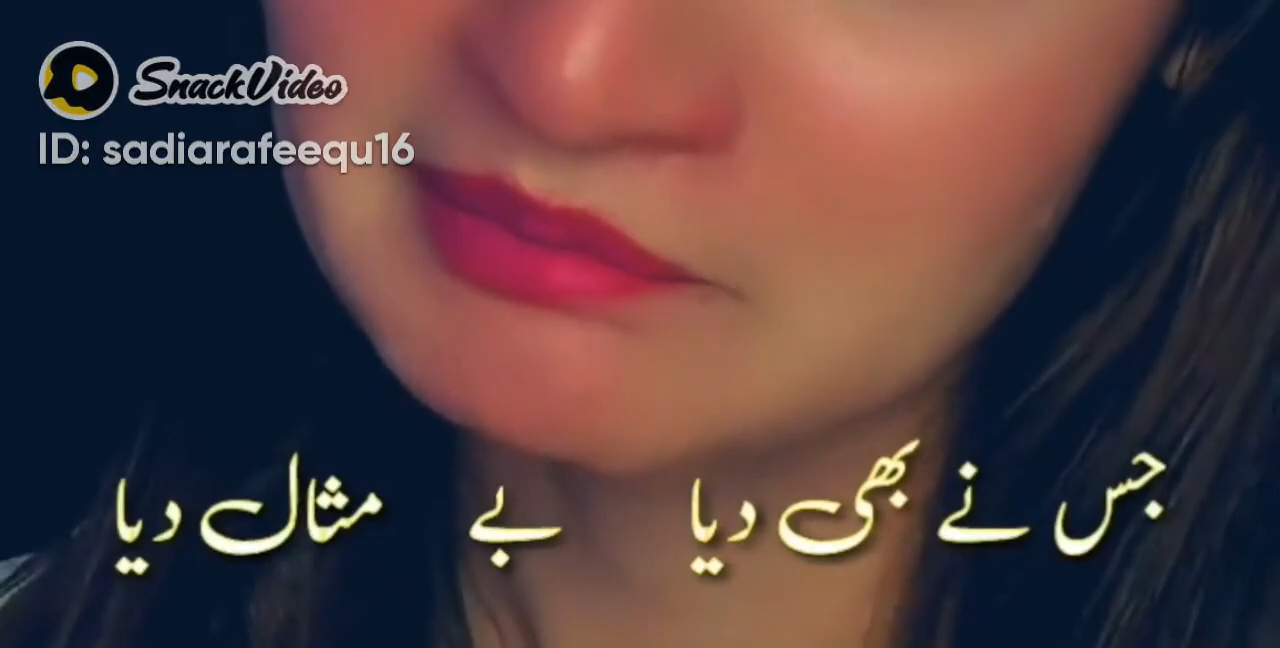 SnackVideo
ID: sadiarafeequ16
جس نے بھی دیا بے مثال دیا